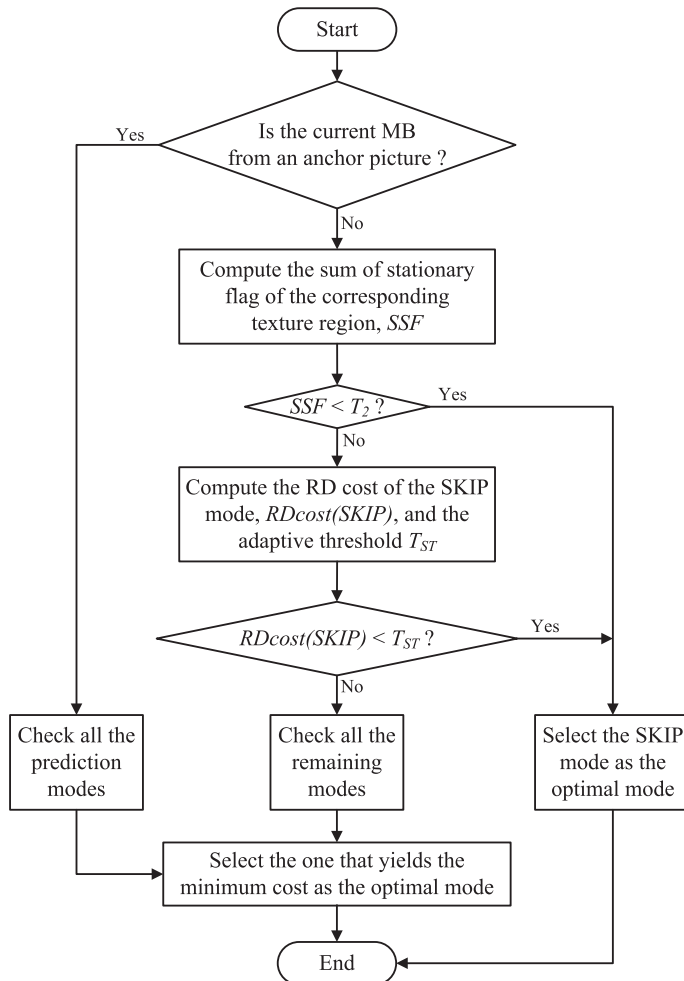 Start
Is the current MB
from an anchor picture ?
Yes
No
Compute the sum of stationary
flag of the corresponding
texture region, SSF
SSF < T₂ ?
Yes
No
Compute the RD cost of the SKIP
mode, RDcost(SKIP), and the
adaptive threshold T_ST
RDcost(SKIP) < T_ST ?
Yes
No
Check all the
prediction
modes
Check all the
remaining
modes
Select the SKIP
mode as the
optimal mode
Select the one that yields the
minimum cost as the optimal mode
End